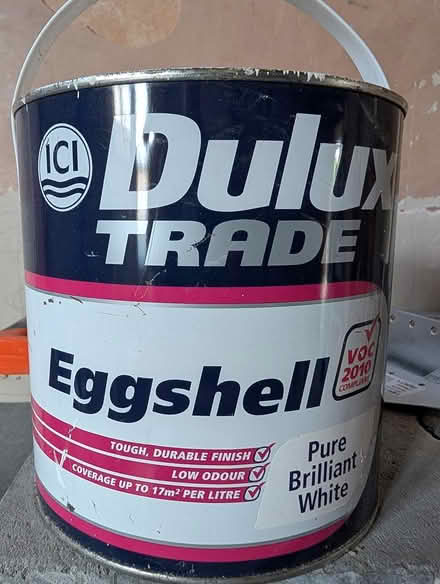 ICI
Dulux
TRADE
Eggshell
VOC
2010
COMPLIANT
TOUGH, DURABLE FINISH
LOW ODOUR
COVERAGE UP TO 17m² PER LITRE
Pure
Brilliant
White